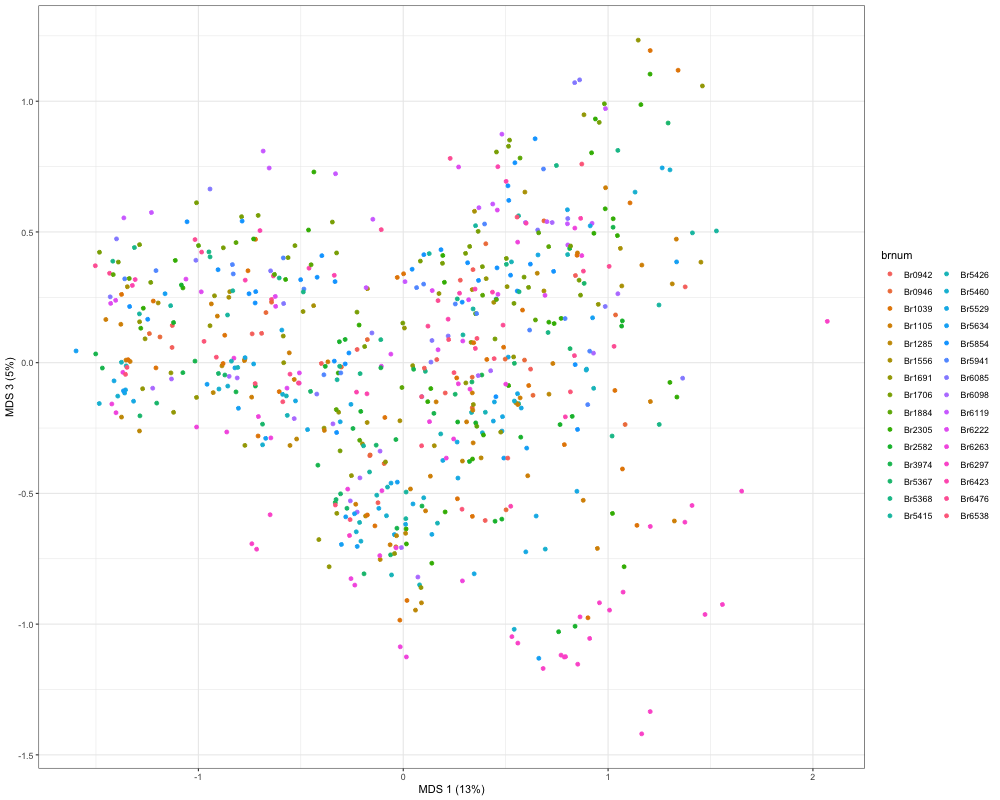 1.0
0.5
0.0
-0.5
-1.0
-1.5
MDS 3 (5%)
-1
0
1
2
MDS 1 (13%)
brnum
Br0942
Br0946
Br1039
Br1105
Br1285
Br1556
Br1691
Br1706
Br1884
Br2305
Br2582
Br3974
Br5367
Br5368
Br5415
Br5426
Br5460
Br5529
Br5634
Br5854
Br5941
Br6085
Br6098
Br6119
Br6222
Br6263
Br6297
Br6423
Br6476
Br6538